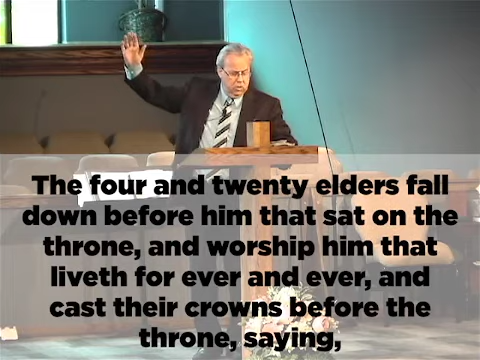 The four and twenty elders fall
down before him that sat on the
throne, and worship him that
liveth for ever and ever, and
cast their crowns before the
throne, saying,